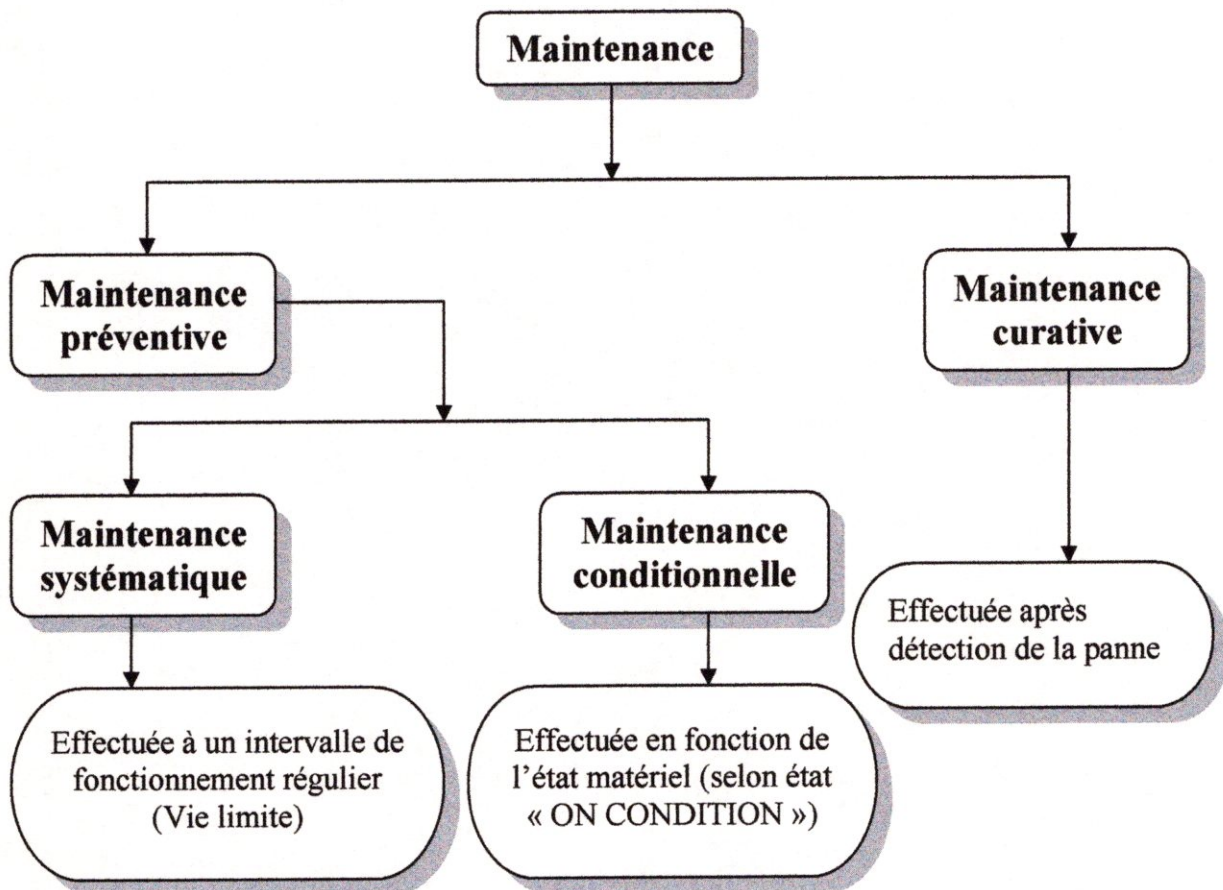 Maintenance
Maintenance
préventive
Maintenance
curative
Maintenance
systématique
Maintenance
conditionnelle
Effectuée après
détection de la panne
Effectuée à un intervalle de
fonctionnement régulier
(Vie limite)
Effectuée en fonction de
l'état matériel (selon état
« ON CONDITION »)